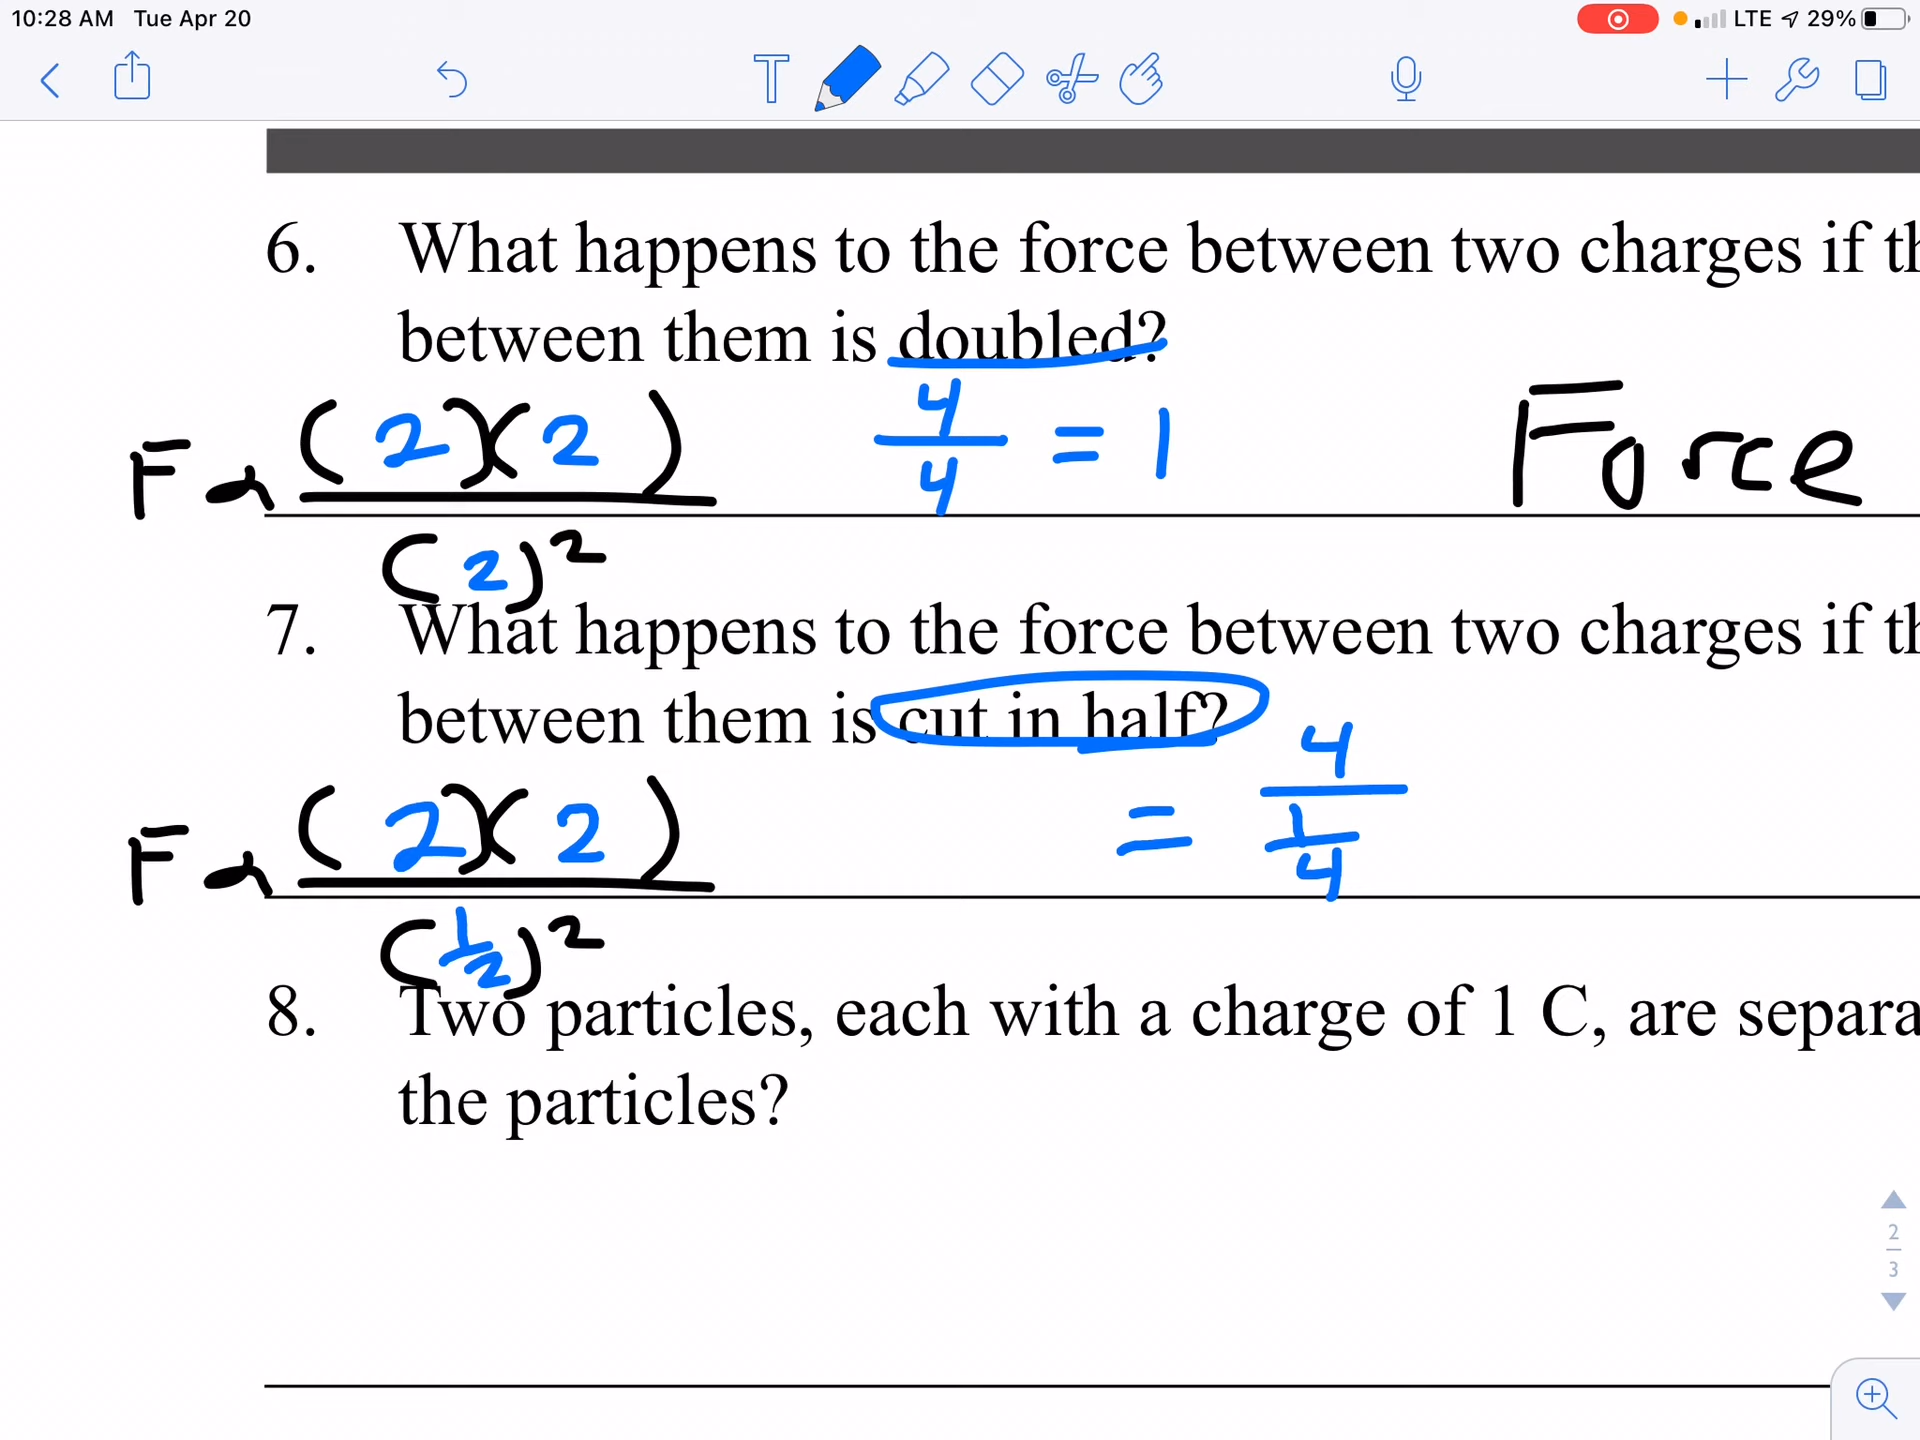 10:28 AM Tue Apr 20 LTE 29%
T
6. What happens to the force between two charges if th
between them is doubled?
F α (2)(2) 4/4 = 1 Force
(2)²
7. What happens to the force between two charges if th
between them is cut in half?
F α (2)(2) = 4
1/4
(1/2)²
8. Two particles, each with a charge of 1 C, are separa
the particles?
2
3